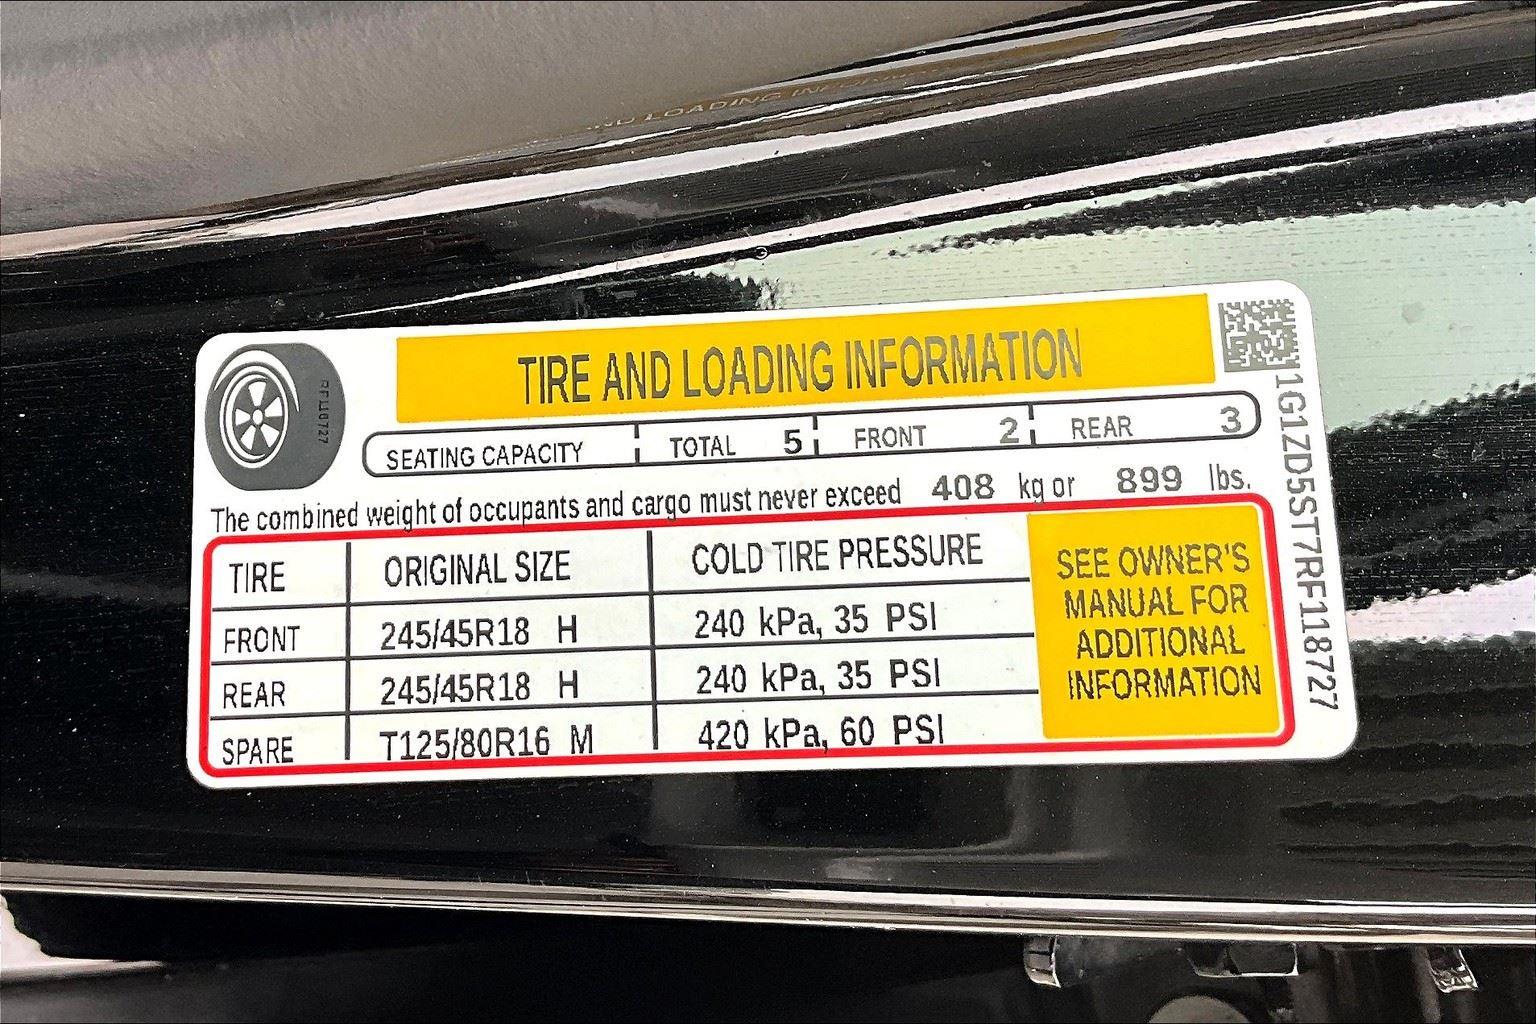 TIRE AND LOADING INFORMATION
SEATING CAPACITY TOTAL 5 FRONT 2 REAR 3
The combined weight of occupants and cargo must never exceed 408 kg or 899 lbs.
TIRE ORIGINAL SIZE COLD TIRE PRESSURE
FRONT 245/45R18 H 240 kPa, 35 PSI
REAR 245/45R18 H 240 kPa, 35 PSI
SPARE T125/80R16 M 420 kPa, 60 PSI
SEE OWNER'S
MANUAL FOR
ADDITIONAL
INFORMATION
1G1ZD5ST7RF118727